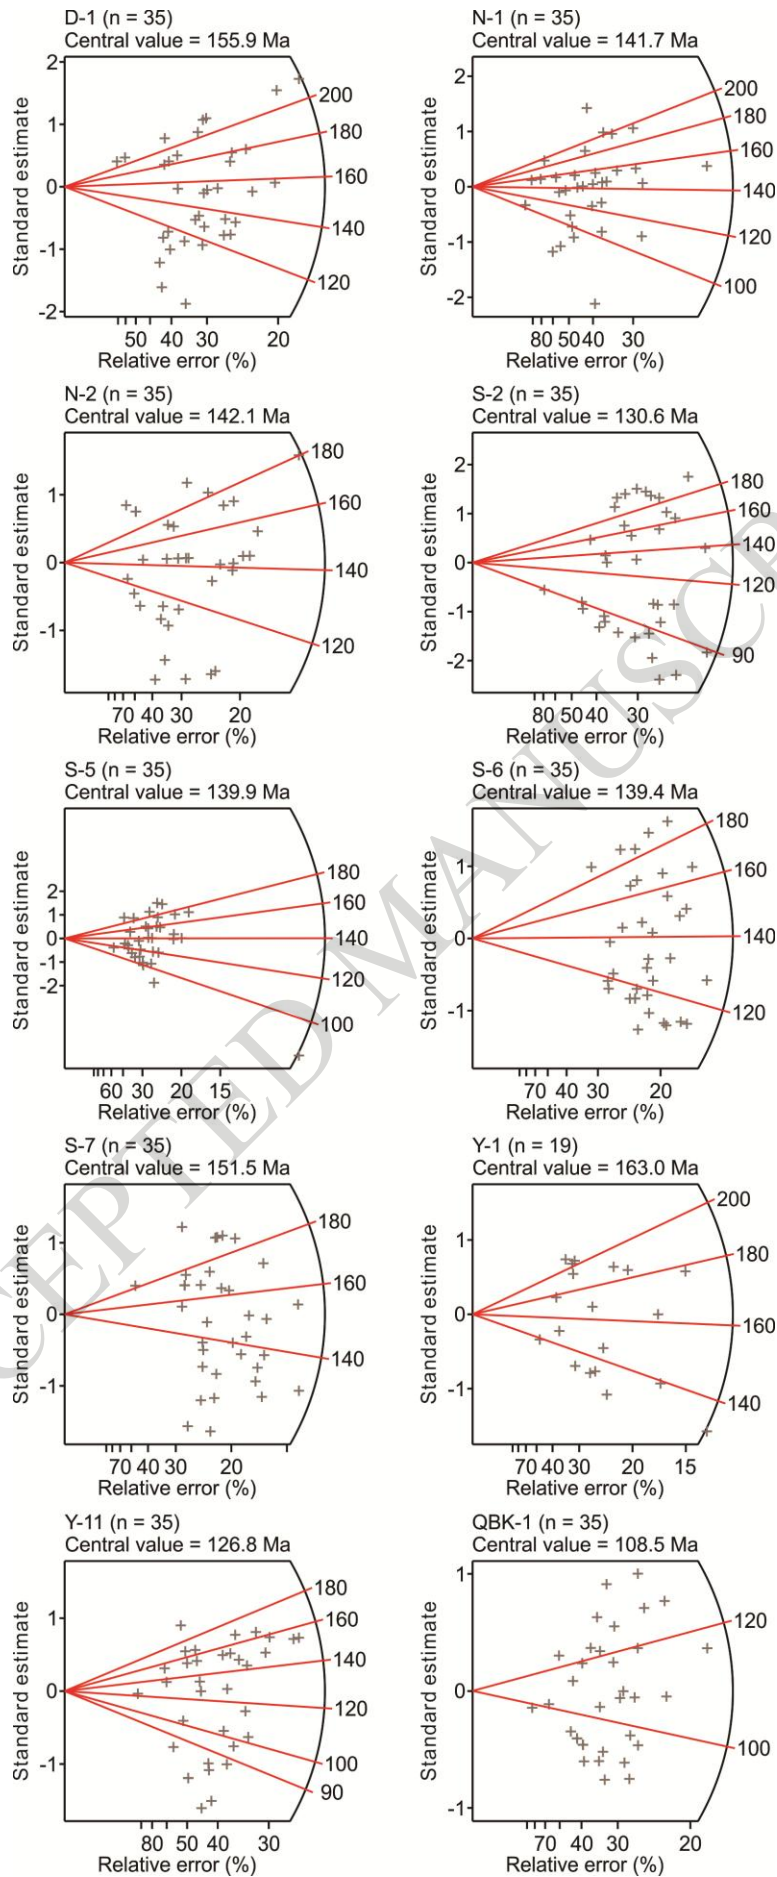 D-1 (n = 35)
Central value = 155.9 Ma
2
1
0
-1
-2
Standard estimate
200
180
160
140
120
50 40 30 20
Relative error (%)
N-1 (n = 35)
Central value = 141.7 Ma
2
1
0
-1
-2
Standard estimate
200
180
160
140
120
100
80 60 50 40 30
Relative error (%)
N-2 (n = 35)
Central value = 142.1 Ma
1
0
-1
Standard estimate
180
160
140
120
70 50 40 30 20
Relative error (%)
S-2 (n = 35)
Central value = 130.6 Ma
2
1
0
-1
-2
Standard estimate
180
160
140
120
90
80 60 50 40 30
Relative error (%)
S-5 (n = 35)
Central value = 139.9 Ma
2
1
0
-1
-2
Standard estimate
180
160
140
120
100
60 40 30 20 15
Relative error (%)
S-6 (n = 35)
Central value = 139.4 Ma
1
0
-1
Standard estimate
180
160
140
120
70 50 40 30 20
Relative error (%)
S-7 (n = 35)
Central value = 151.5 Ma
1
0
-1
Standard estimate
180
160
140
70 50 40 30 20
Relative error (%)
Y-1 (n = 19)
Central value = 163.0 Ma
1
0
-1
Standard estimate
200
180
160
140
70 50 40 30 20 15
Relative error (%)
Y-11 (n = 35)
Central value = 126.8 Ma
1
0
-1
Standard estimate
180
160
140
120
100
90
80 60 50 40 30
Relative error (%)
QBK-1 (n = 35)
Central value = 108.5 Ma
1
0
-1
Standard estimate
120
100
70 50 40 30 20
Relative error (%)
CEPTED MANUSCRIP